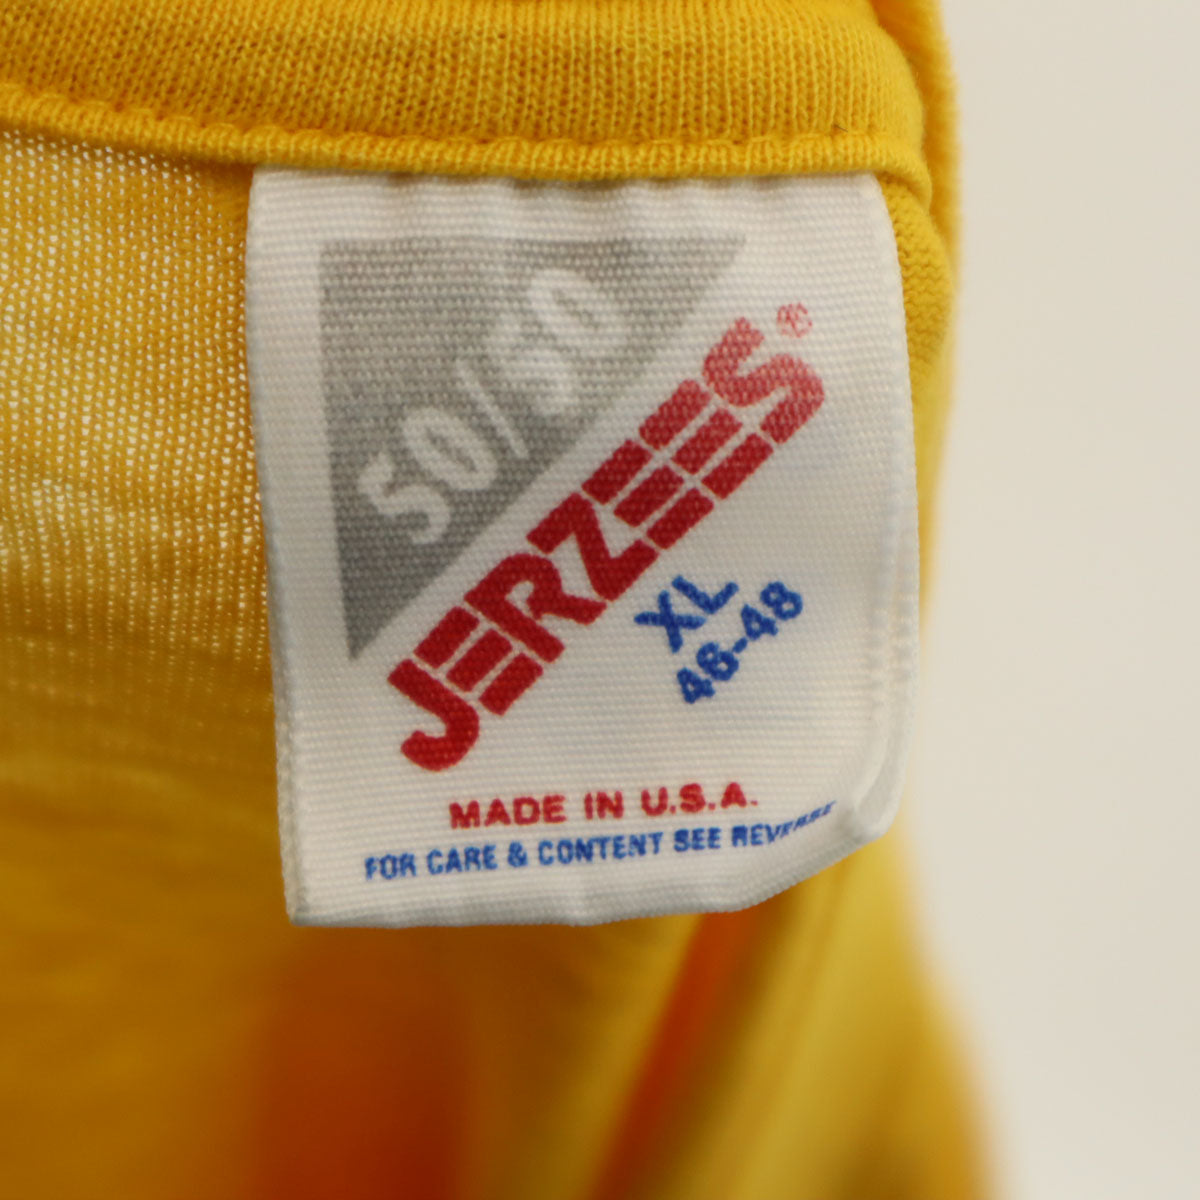 50/50
JERZEES®
XL
46-48
MADE IN U.S.A.
FOR CARE & CONTENT SEE REVERSE